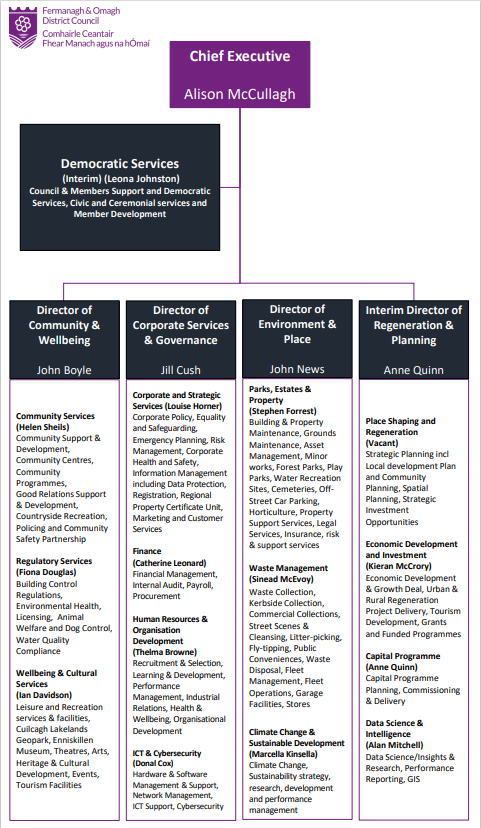 Fermanagh & Omagh
District Council
Comhairle Ceantair
Fhear Manach agus na hÓmaí
Chief Executive
Alison McCullagh
Democratic Services
(Interim) (Leona Johnston)
Council & Members Support and Democratic
Services, Civic and Ceremonial services and
Member Development
Director of
Community &
Wellbeing
John Boyle
Community Services
(Helen Sheils)
Community Support &
Development,
Community Centres,
Community
Programmes,
Good Relations Support
& Development,
Countryside Recreation,
Policing and Community
Safety Partnership
Regulatory Services
(Fiona Douglas)
Building Control
Regulations,
Environmental Health,
Licensing, Animal
Welfare and Dog Control,
Water Quality
Compliance
Wellbeing & Cultural
Services
(Ian Davidson)
Leisure and Recreation
services & facilities,
Cuilcagh Lakelands
Geopark, Enniskillen
Museum, Theatres, Arts,
Heritage & Cultural
Development, Events,
Tourism Facilities
Director of
Corporate Services
& Governance
Jill Cush
Corporate and Strategic
Services (Louise Horner)
Corporate Policy, Equality
and Safeguarding,
Emergency Planning, Risk
Management, Corporate
Health and Safety,
Information Management
including Data Protection,
Registration, Regional
Property Certificate Unit,
Marketing and Customer
Services
Finance
(Catherine Leonard)
Financial Management,
Internal Audit, Payroll,
Procurement
Human Resources &
Organisation
Development
(Thelma Browne)
Recruitment & Selection,
Learning & Development,
Performance
Management, Industrial
Relations, Health &
Wellbeing, Organisational
Development
ICT & Cybersecurity
(Donal Cox)
Hardware & Software
Management & Support,
Network Management,
ICT Support, Cybersecurity
Director of
Environment &
Place
John News
Parks, Estates &
Property
(Stephen Forrest)
Building & Property
Maintenance, Grounds
Maintenance, Asset
Management, Minor
works, Forest Parks, Play
Parks, Water Recreation
Sites, Cemeteries, Off-
Street Car Parking,
Horticulture, Property
Support Services, Legal
Services, Insurance, risk
& support services
Waste Management
(Sinead McEvoy)
Waste Collection,
Kerbside Collection,
Commercial Collections,
Street Scenes &
Cleansing, Litter-picking,
Fly-tipping, Public
Conveniences, Waste
Disposal, Fleet
Management, Fleet
Operations, Garage
Facilities, Stores
Climate Change &
Sustainable Development
(Marcella Kinsella)
Climate Change,
Sustainability strategy,
research, development
and performance
management
Interim Director of
Regeneration &
Planning
Anne Quinn
Place Shaping and
Regeneration
(Vacant)
Strategic Planning incl
Local development Plan
and Community
Planning, Spatial
Planning, Strategic
Investment
Opportunities
Economic Development
and Investment
(Kieran McCrory)
Economic Development
& Growth Deal, Urban &
Rural Regeneration
Project Delivery, Tourism
Development, Grants
and Funded Programmes
Capital Programme
(Anne Quinn)
Capital Programme
Planning, Commissioning
& Delivery
Data Science &
Intelligence
(Alan Mitchell)
Data Science/Insights &
Research, Performance
Reporting, GIS